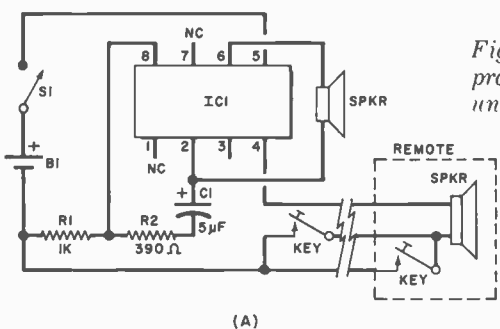 NC
8
7
6
5
S1
IC1
SPKR
+
B1
1
2
3
4
NC
+
C1
5µF
R1
1K
R2
390Ω
KEY
REMOTE
SPKR
KEY
(A)
Fig
pro
un